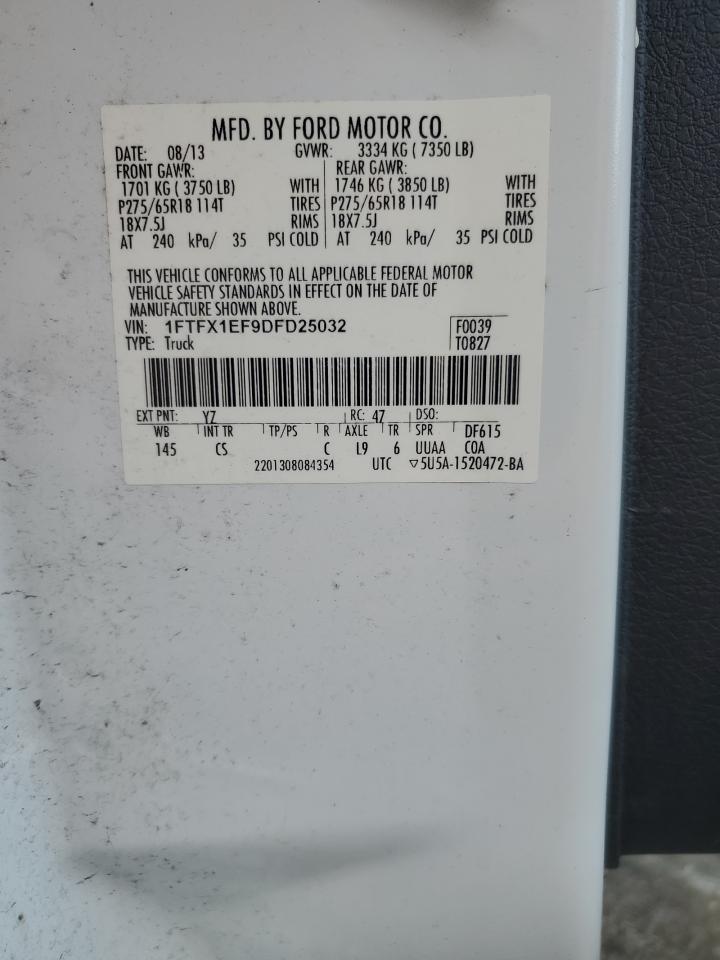 MFD. BY FORD MOTOR CO.
DATE: 08/13 GVWR: 3334 KG ( 7350 LB)
FRONT GAWR: REAR GAWR:
1701 KG ( 3750 LB) WITH 1746 KG ( 3850 LB) WITH
P275/65R18 114T TIRES P275/65R18 114T TIRES
18X7.5J RIMS 18X7.5J RIMS
AT 240 kPa/ 35 PSI COLD AT 240 kPa/ 35 PSI COLD
THIS VEHICLE CONFORMS TO ALL APPLICABLE FEDERAL MOTOR
VEHICLE SAFETY STANDARDS IN EFFECT ON THE DATE OF
MANUFACTURE SHOWN ABOVE.
VIN: 1FTFX1EF9DFD25032 F0039
TYPE: Truck T0827
EXT PNT: YZ RC: 47 DSO:
WB INT TR TP/PS R AXLE TR SPR DF615
145 CS C L9 6 UUAA COA
2201308084354 UTC ▽5U5A-1520472-BA